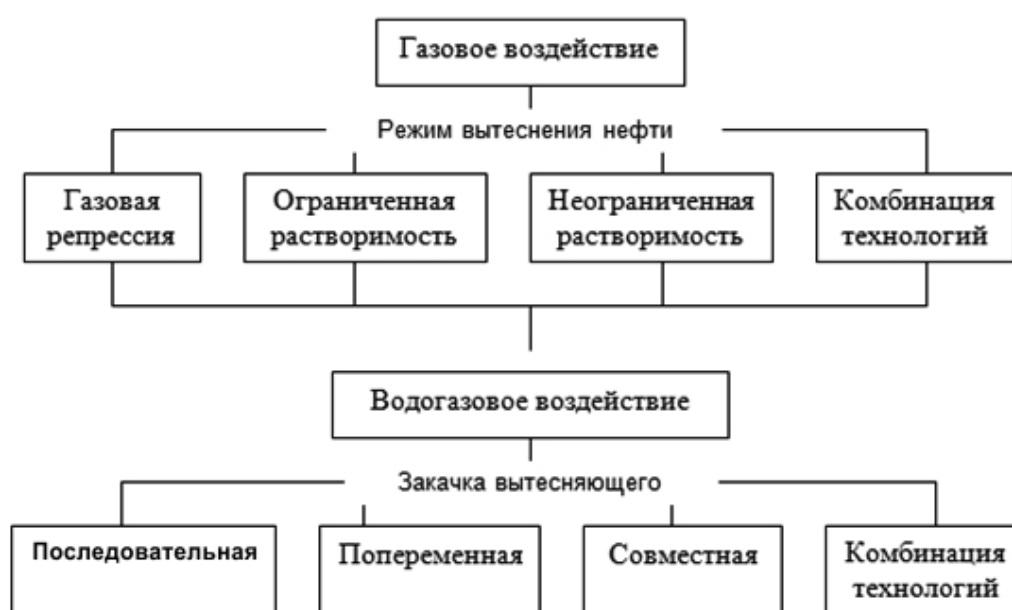 Газовое воздействие
Режим вытеснения нефти
Газовая
репрессия
Ограниченная
растворимость
Неограниченная
растворимость
Комбинация
технологий
Водогазовое воздействие
Закачка вытесняющего
Последовательная
Попеременная
Совместная
Комбинация
технологий